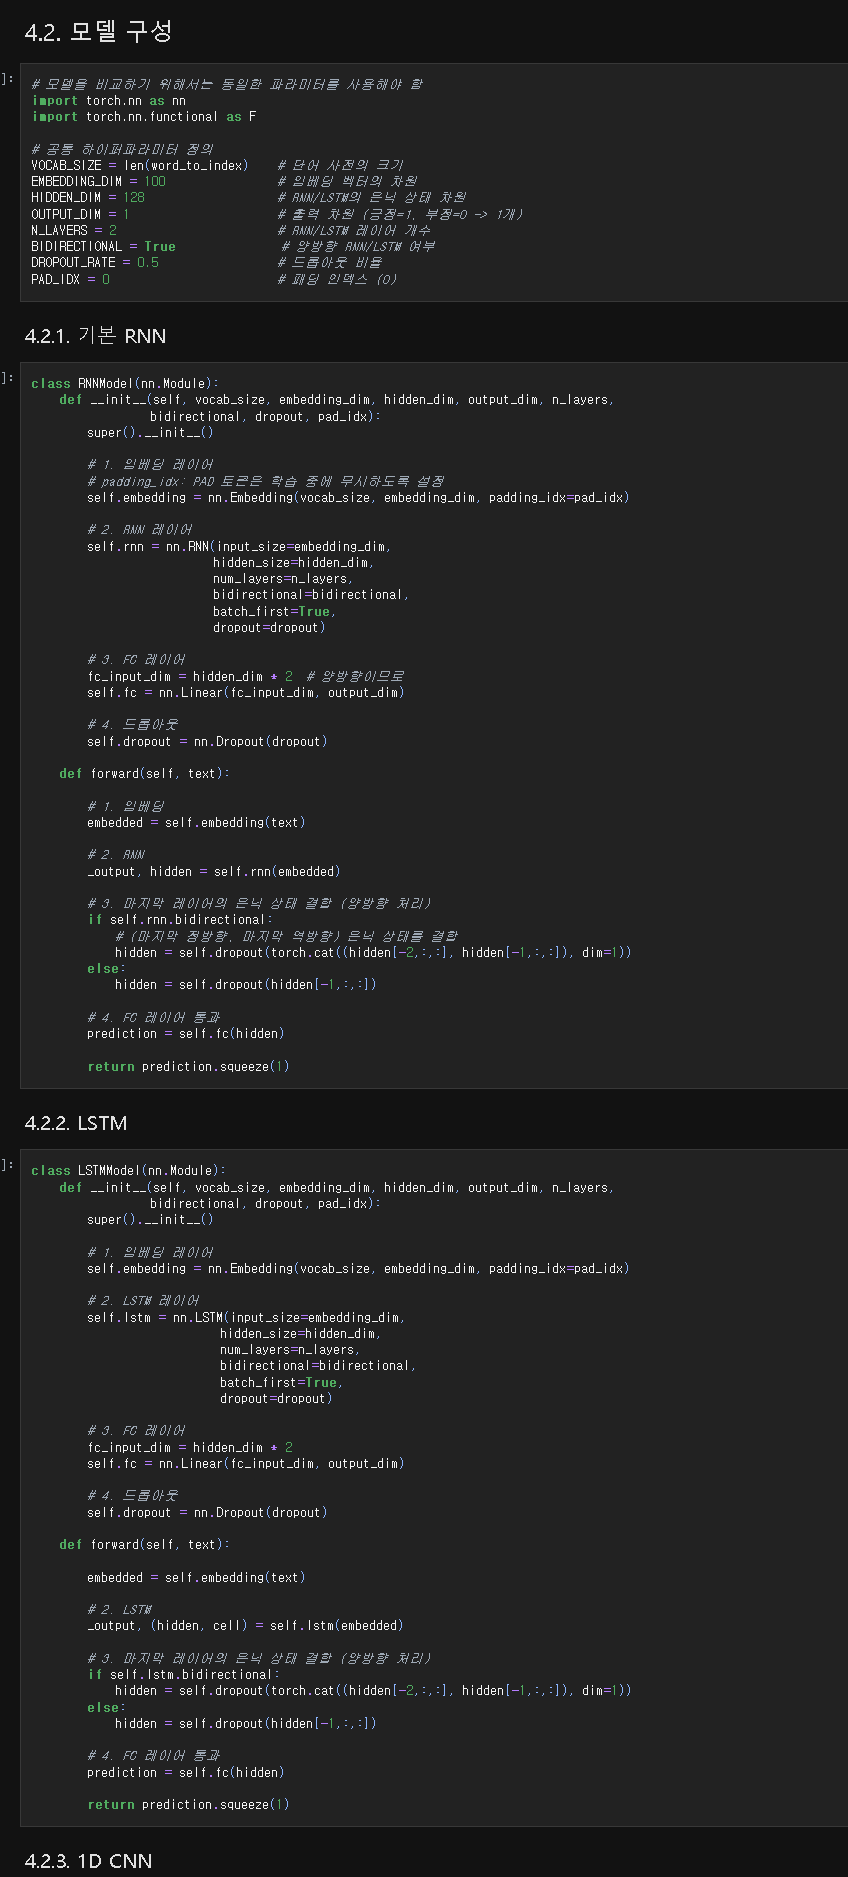 4.2. 모델 구성
]:
# 모델을 비교하기 위해서는 동일한 파라미터를 사용해야 함
import torch.nn as nn
import torch.nn.functional as F
# 공통 하이퍼파라미터 정의
VOCAB_SIZE = len(word_to_index)    # 단어 사전의 크기
EMBEDDING_DIM = 100                # 임베딩 벡터의 차원
HIDDEN_DIM = 128                   # RNN/LSTM의 은닉 상태 차원
OUTPUT_DIM = 1                     # 출력 차원 (긍정=1, 부정=0 -> 1개)
N_LAYERS = 2                       # RNN/LSTM 레이어 개수
BIDIRECTIONAL = True               # 양방향 RNN/LSTM 여부
DROPOUT_RATE = 0.5                 # 드롭아웃 비율
PAD_IDX = 0                        # 패딩 인덱스 (0)
4.2.1. 기본 RNN
]:
class RNNModel(nn.Module):
    def __init__(self, vocab_size, embedding_dim, hidden_dim, output_dim, n_layers,
                 bidirectional, dropout, pad_idx):
        super().__init__()
        # 1. 임베딩 레이어
        # padding_idx: PAD 토큰은 학습 중에 무시하도록 설정
        self.embedding = nn.Embedding(vocab_size, embedding_dim, padding_idx=pad_idx)
        # 2. RNN 레이어
        self.rnn = nn.RNN(input_size=embedding_dim,
                          hidden_size=hidden_dim,
                          num_layers=n_layers,
                          bidirectional=bidirectional,
                          batch_first=True,
                          dropout=dropout)
        # 3. FC 레이어
        fc_input_dim = hidden_dim * 2  # 양방향이므로
        self.fc = nn.Linear(fc_input_dim, output_dim)
        # 4. 드롭아웃
        self.dropout = nn.Dropout(dropout)
    def forward(self, text):
        # 1. 임베딩
        embedded = self.embedding(text)
        # 2. RNN
        _output, hidden = self.rnn(embedded)
        # 3. 마지막 레이어의 은닉 상태 결합 (양방향 처리)
        if self.rnn.bidirectional:
            # (마지막 정방향, 마지막 역방향) 은닉 상태를 결합
            hidden = self.dropout(torch.cat((hidden[-2,:,:], hidden[-1,:,:]), dim=1))
        else:
            hidden = self.dropout(hidden[-1,:,:])
        # 4. FC 레이어 통과
        prediction = self.fc(hidden)
        return prediction.squeeze(1)
4.2.2. LSTM
]:
class LSTMModel(nn.Module):
    def __init__(self, vocab_size, embedding_dim, hidden_dim, output_dim, n_layers,
                 bidirectional, dropout, pad_idx):
        super().__init__()
        # 1. 임베딩 레이어
        self.embedding = nn.Embedding(vocab_size, embedding_dim, padding_idx=pad_idx)
        # 2. LSTM 레이어
        self.lstm = nn.LSTM(input_size=embedding_dim,
                           hidden_size=hidden_dim,
                           num_layers=n_layers,
                           bidirectional=bidirectional,
                           batch_first=True,
                           dropout=dropout)
        # 3. FC 레이어
        fc_input_dim = hidden_dim * 2
        self.fc = nn.Linear(fc_input_dim, output_dim)
        # 4. 드롭아웃
        self.dropout = nn.Dropout(dropout)
    def forward(self, text):
        embedded = self.embedding(text)
        # 2. LSTM
        _output, (hidden, cell) = self.lstm(embedded)
        # 3. 마지막 레이어의 은닉 상태 결합 (양방향 처리)
        if self.lstm.bidirectional:
            hidden = self.dropout(torch.cat((hidden[-2,:,:], hidden[-1,:,:]), dim=1))
        else:
            hidden = self.dropout(hidden[-1,:,:])
        # 4. FC 레이어 통과
        prediction = self.fc(hidden)
        return prediction.squeeze(1)
4.2.3. 1D CNN